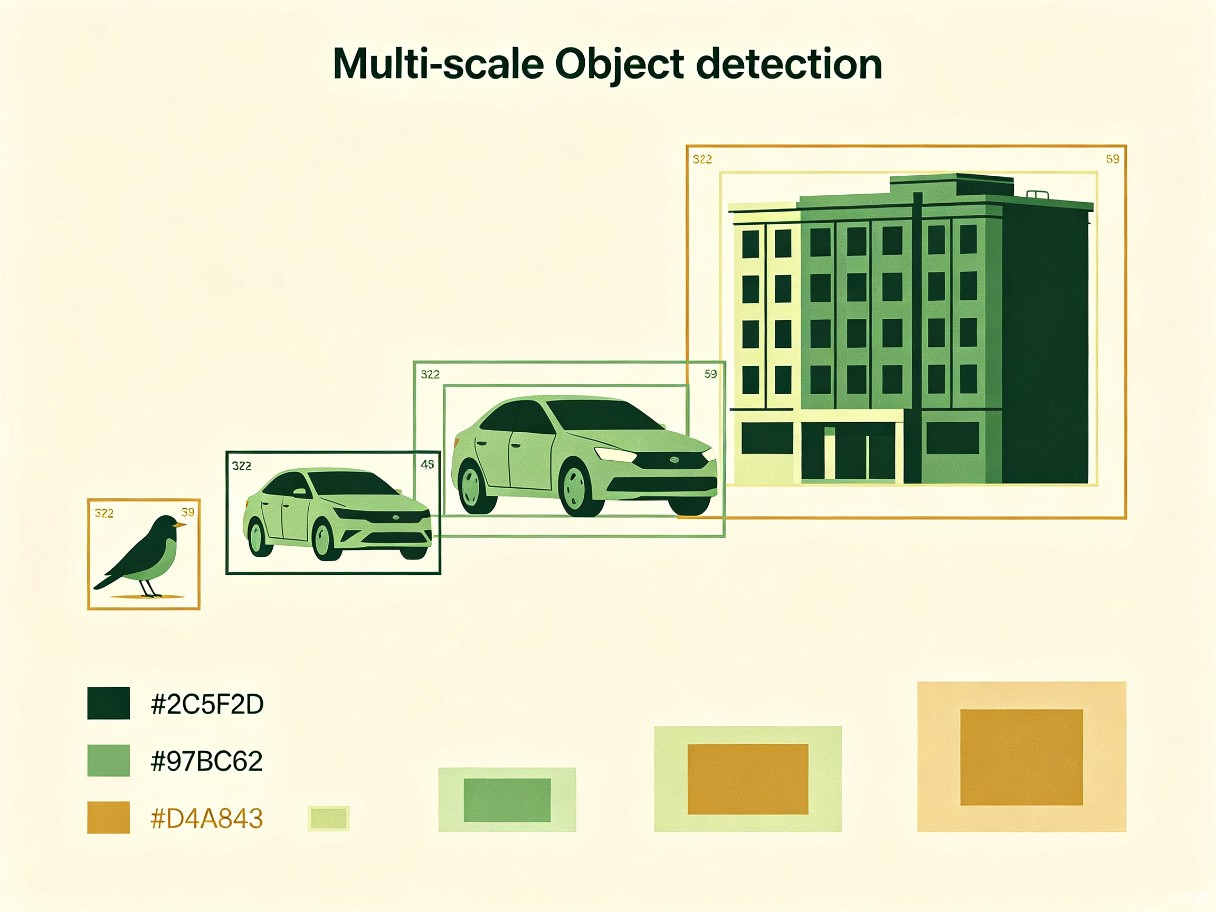 Multi-scale Object detection
322 59
322 59
322 45
322 59
#2C5F2D
#97BC62
#D4A843